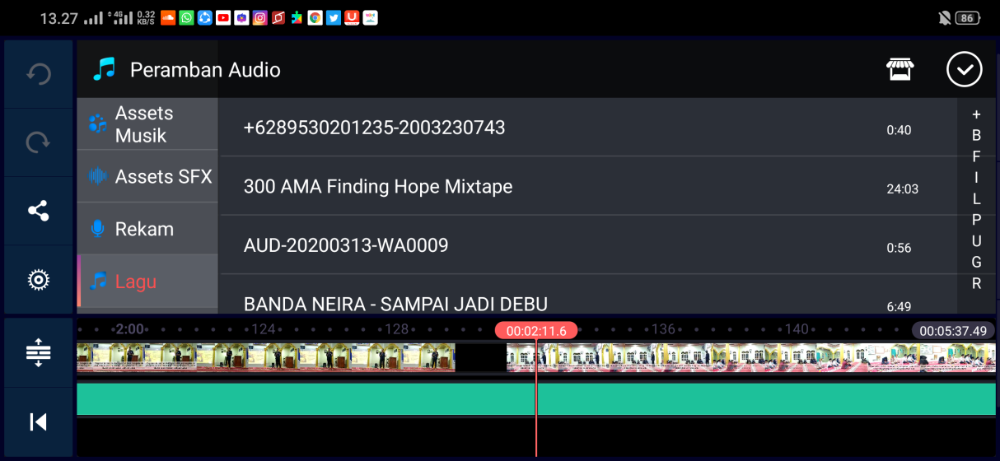 13.27 4G 0.32 KB/S 86
Peramban Audio
Assets
Musik
Assets SFX
Rekam
Lagu
+6289530201235-2003230743 0:40
300 AMA Finding Hope Mixtape 24:03
AUD-20200313-WA0009 0:56
BANDA NEIRA - SAMPAI JADI DEBU 6:49
+
B
F
I
L
P
U
G
R
2:00 124 128 00:02:11.6 136 140 00:05:37.49